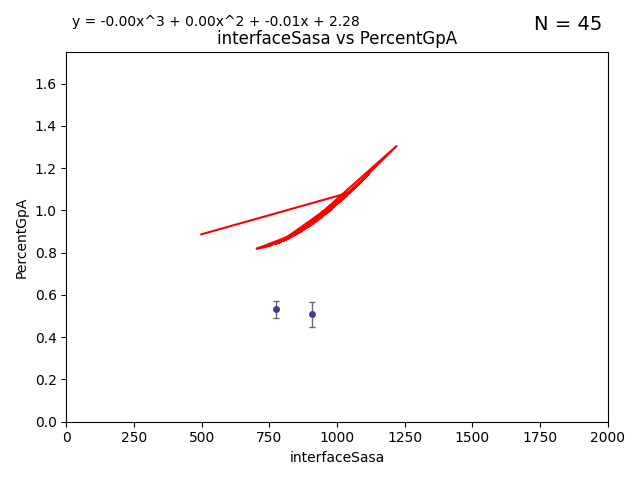 y = -0.00x^3 + 0.00x^2 + -0.01x + 2.28
N = 45
interfaceSasa vs PercentGpA
1.6
1.4
1.2
1.0
0.8
0.6
0.4
0.2
0.0
PercentGpA
0 250 500 750 1000 1250 1500 1750 2000
interfaceSasa